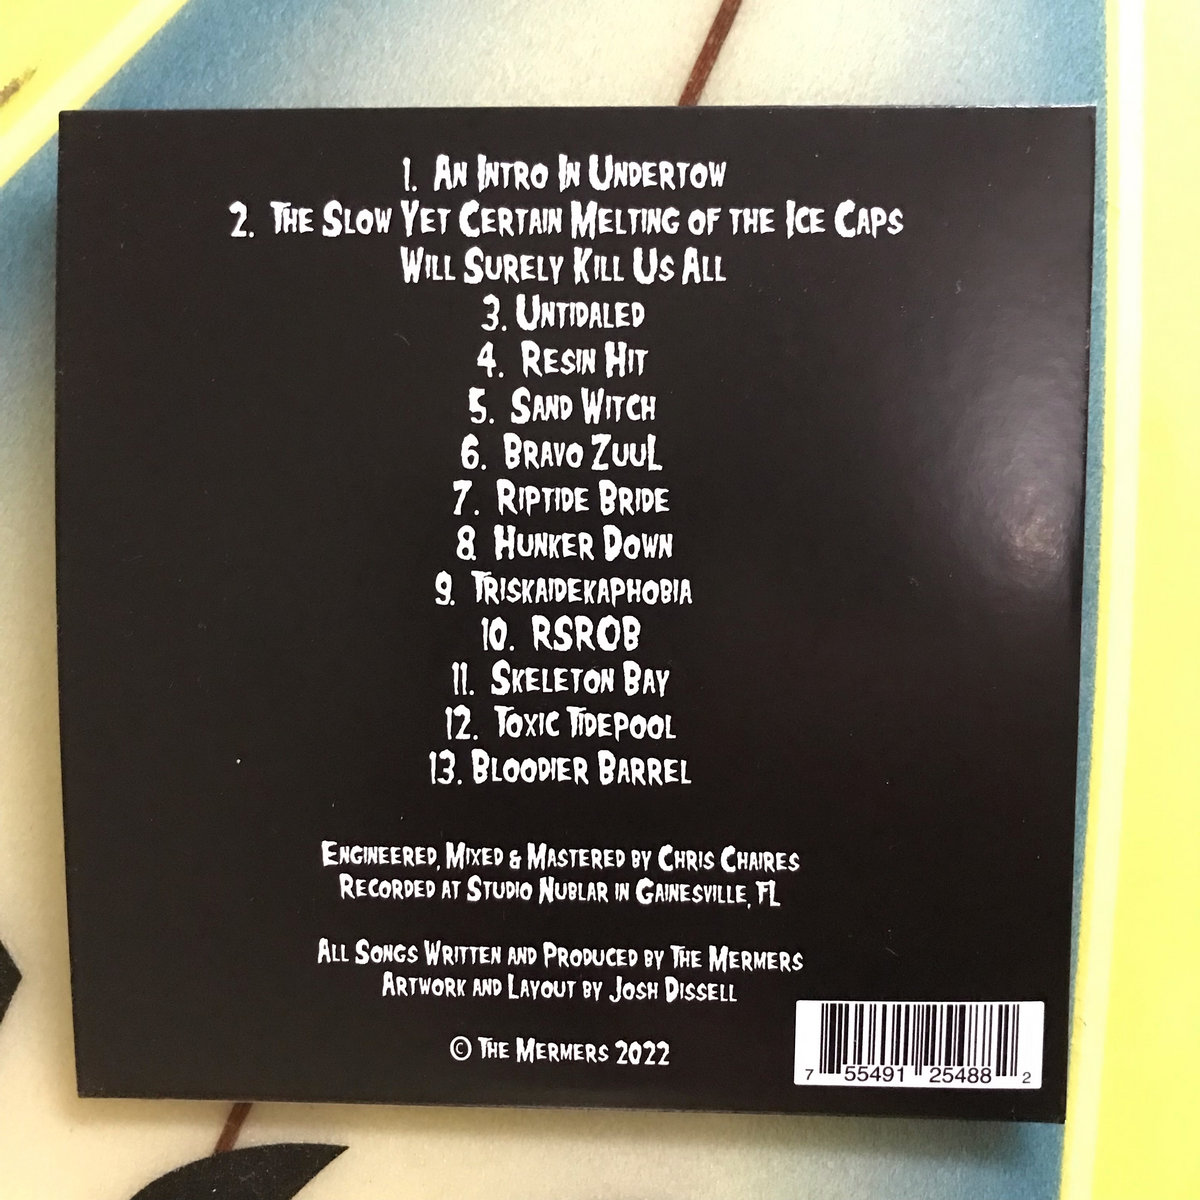 1. An Intro In Undertow
2. The Slow Yet Certain Melting of the Ice Caps
Will Surely Kill Us All
3. Untidaled
4. Resin Hit
5. Sand Witch
6. Bravo Zuul
7. Riptide Bride
8. Hunker Down
9. Triskaidekaphobia
10. RSROB
11. Skeleton Bay
12. Toxic Tidepool
13. Bloodier Barrel
Engineered, Mixed & Mastered by Chris Chaires
Recorded at Studio Nublar in Gainesville, FL
All Songs Written and Produced by The Mermers
Artwork and Layout by Josh Dissell
© The Mermers 2022
7 55491 25488 2